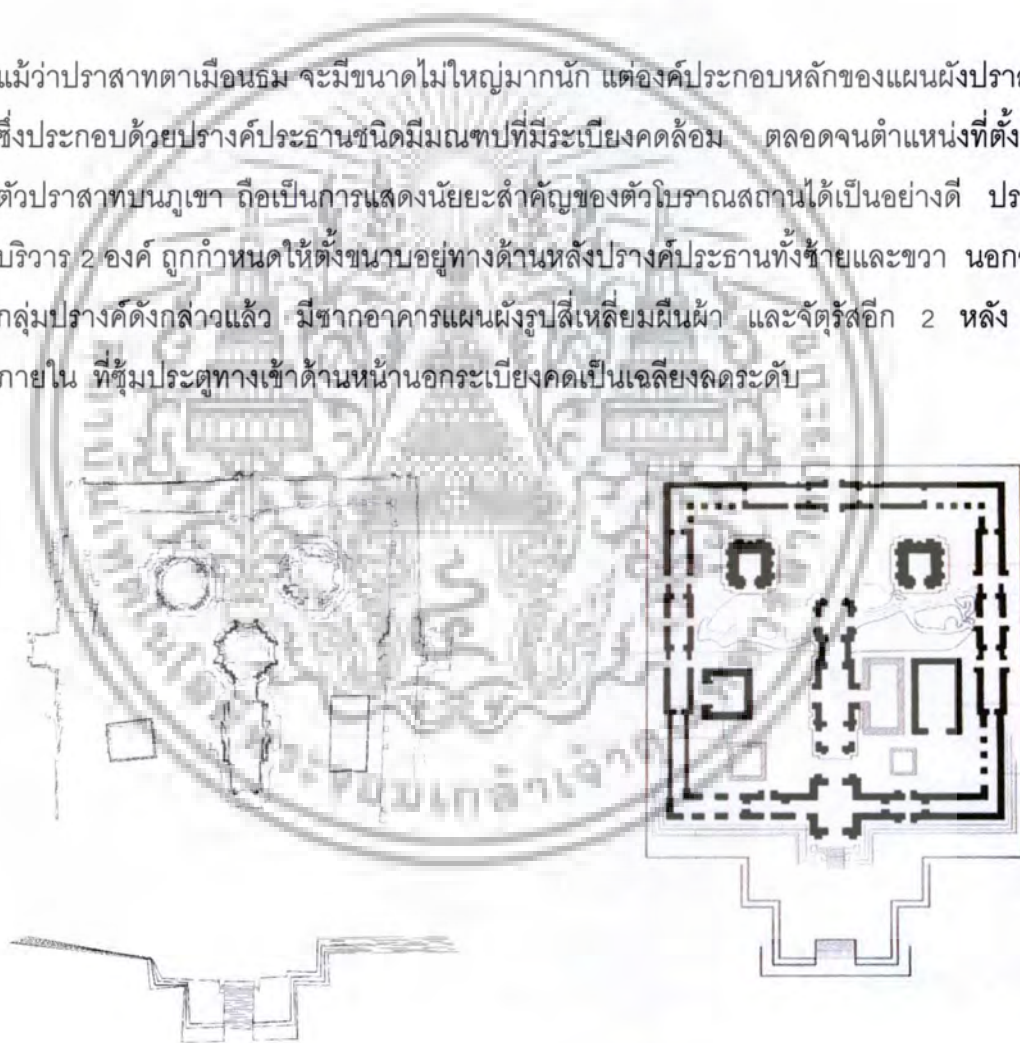 แม้ว่าปราสาทตาเมือนธม จะมีขนาดไม่ใหญ่มากนัก แต่องค์ประกอบหลักของแผนผังปราก
ซึ่งประกอบด้วยปรางค์ประธานชนิดมีมณฑปที่มีระเบียงคดล้อม ตลอดจนตำแหน่งที่ตั้ง
ตัวปราสาทบนภูเขา ถือเป็นการแสดงนัยยะสำคัญของตัวโบราณสถานได้เป็นอย่างดี ปร
บริวาร 2 องค์ ถูกกำหนดให้ตั้งขนาบอยู่ทางด้านหลังปรางค์ประธานทั้งซ้ายและขวา นอก
กลุ่มปรางค์ดังกล่าวแล้ว มีซากอาคารแผนผังรูปสี่เหลี่ยมผืนผ้า และจัตุรัสอีก 2 หลัง
ภายใน ที่ซุ้มประตูทางเข้าด้านหน้านอกระเบียงคดเป็นเฉลียงลดระดับ